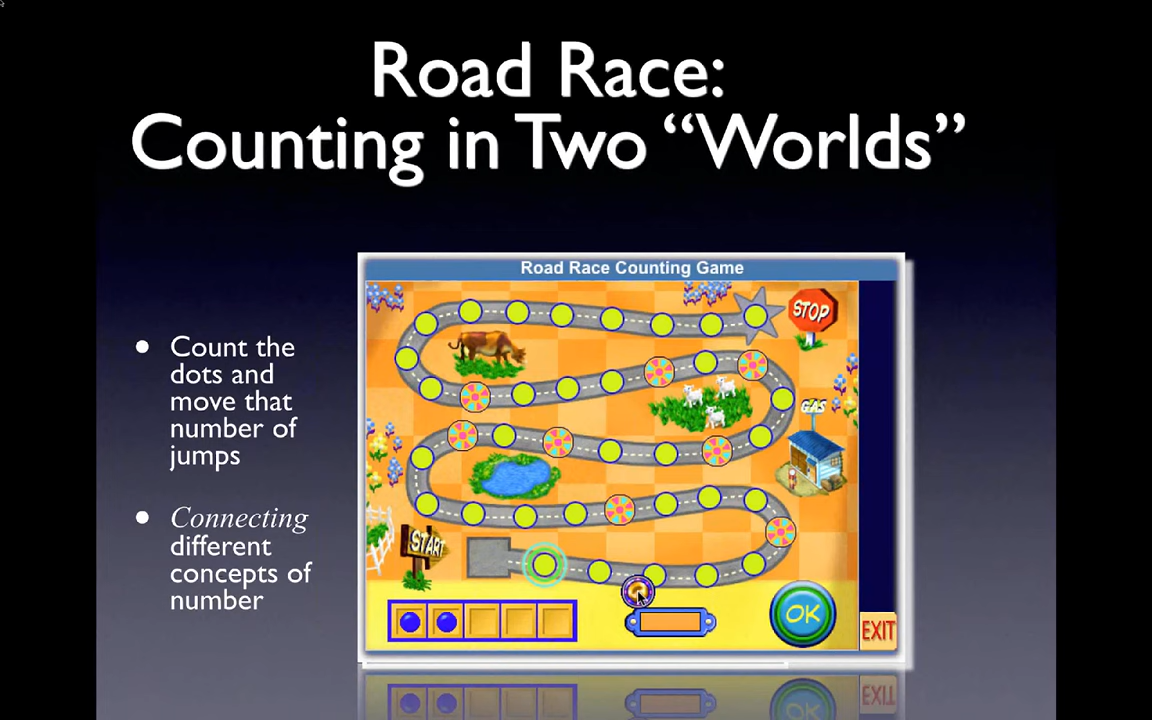 Road Race:
Counting in Two “Worlds”
Road Race Counting Game
STOP
Count the
dots and
move that
number of
jumps
GAS
Connecting
different
concepts of
number
START
OK
EXIT